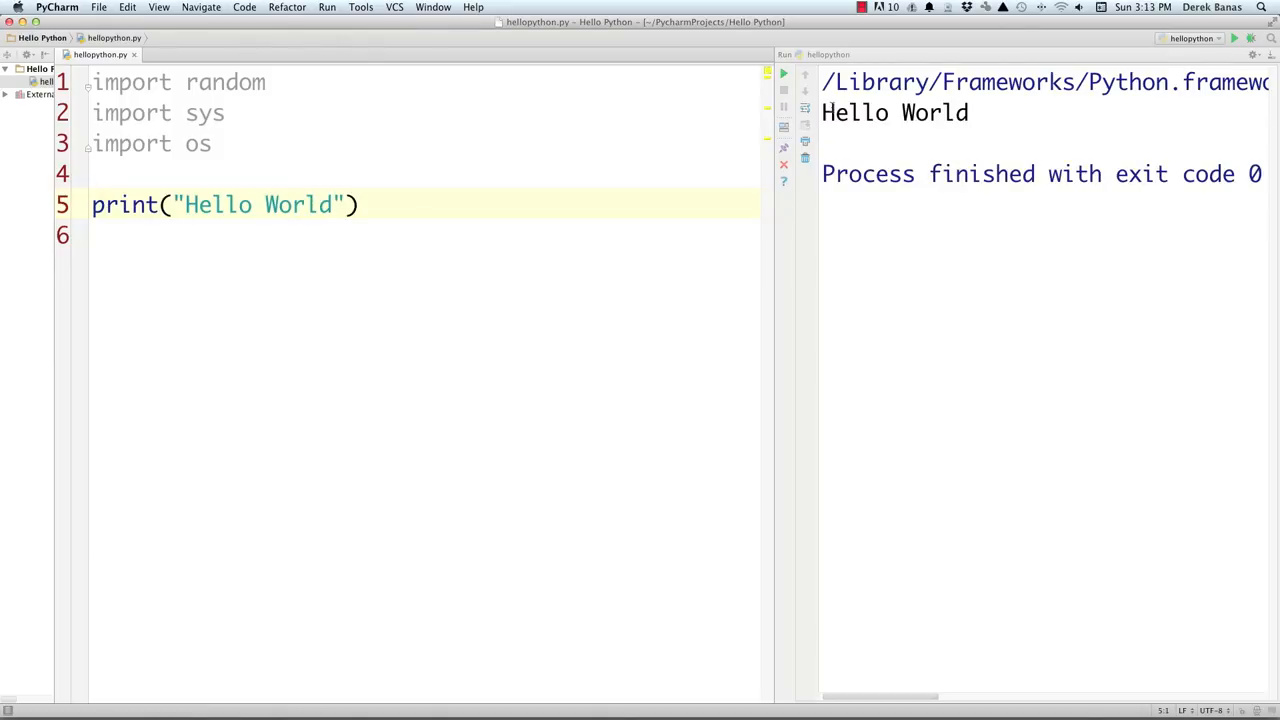 PyCharm File Edit View Navigate Code Refactor Run Tools VCS Window Help 10 Sun 3:13 PM Derek Banas
hellopython.py – Hello Python – [~/PycharmProjects/Hello Python]
Hello Python hellopython.py hellopython
hellopython.py Run hellopython
Hello P
hell
Externa
1 import random
2 import sys
3 import os
4
5 print("Hello World")
6
/Library/Frameworks/Python.framewo
Hello World
Process finished with exit code 0
5:1 LF UTF-8